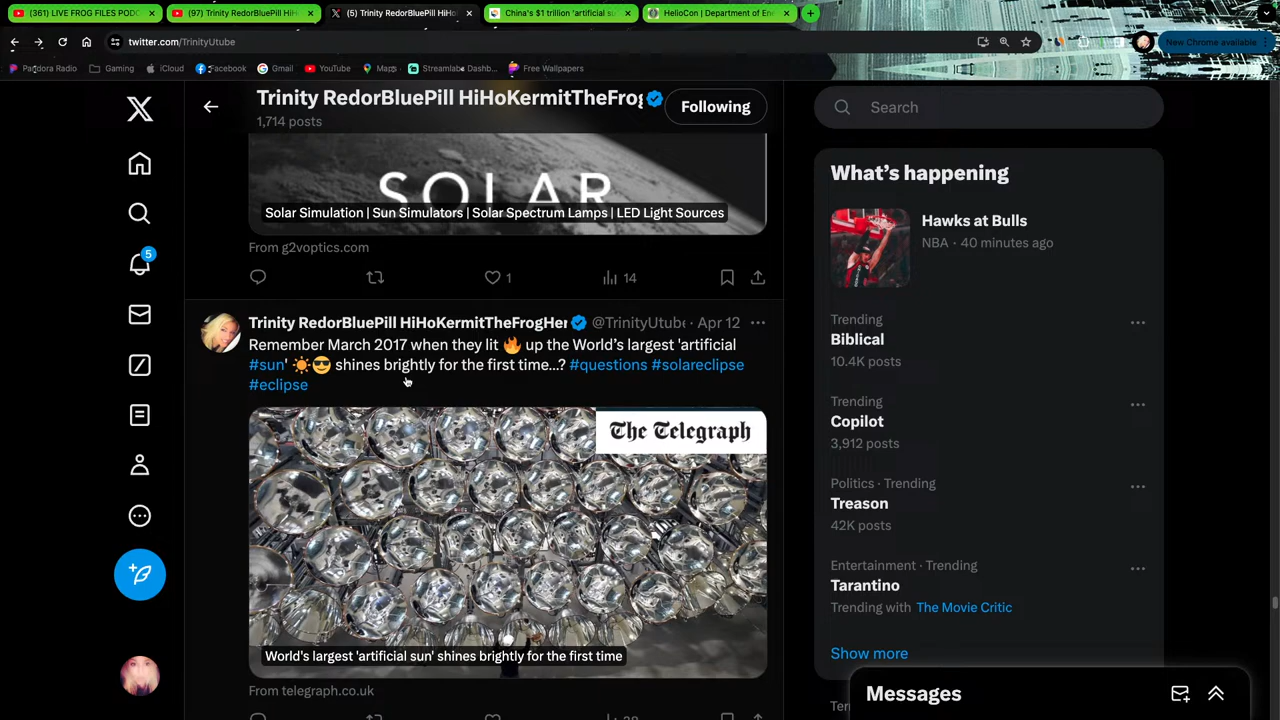 (361) LIVE FROG FILES PODC
(97) Trinity RedorBluePill HiH
(5) Trinity RedorBluePill HiHo
China's $1 trillion 'artificial su
HelioCon | Department of En
twitter.com/TrinityUtube
New Chrome available
Pandora Radio
Gaming
iCloud
Facebook
Gmail
YouTube
Maps
Streamlabs Dashb...
Free Wallpapers
Trinity RedorBluePill HiHoKermitTheFrog
1,714 posts
Following
SOLAR
Solar Simulation | Sun Simulators | Solar Spectrum Lamps | LED Light Sources
From g2voptics.com
1
14
5
Trinity RedorBluePill HiHoKermitTheFrogHer
@TrinityUtube · Apr 12
Remember March 2017 when they lit 🔥 up the World's largest 'artificial
#sun' ☀️😎 shines brightly for the first time...? #questions #solareclipse
#eclipse
The Telegraph
World's largest 'artificial sun' shines brightly for the first time
From telegraph.co.uk
28
Search
What's happening
Hawks at Bulls
NBA · 40 minutes ago
Trending
Biblical
10.4K posts
Trending
Copilot
3,912 posts
Politics · Trending
Treason
42K posts
Entertainment · Trending
Tarantino
Trending with The Movie Critic
Show more
Messages